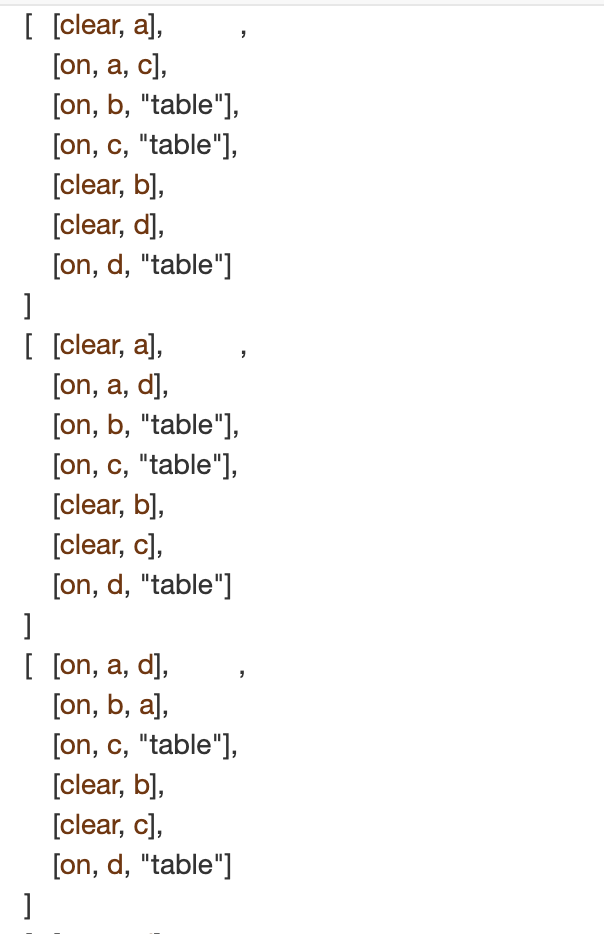 [ [clear, a], ,
[on, a, c],
[on, b, "table"],
[on, c, "table"],
[clear, b],
[clear, d],
[on, d, "table"]
]
[ [clear, a], ,
[on, a, d],
[on, b, "table"],
[on, c, "table"],
[clear, b],
[clear, c],
[on, d, "table"]
]
[ [on, a, d], ,
[on, b, a],
[on, c, "table"],
[clear, b],
[clear, c],
[on, d, "table"]
]